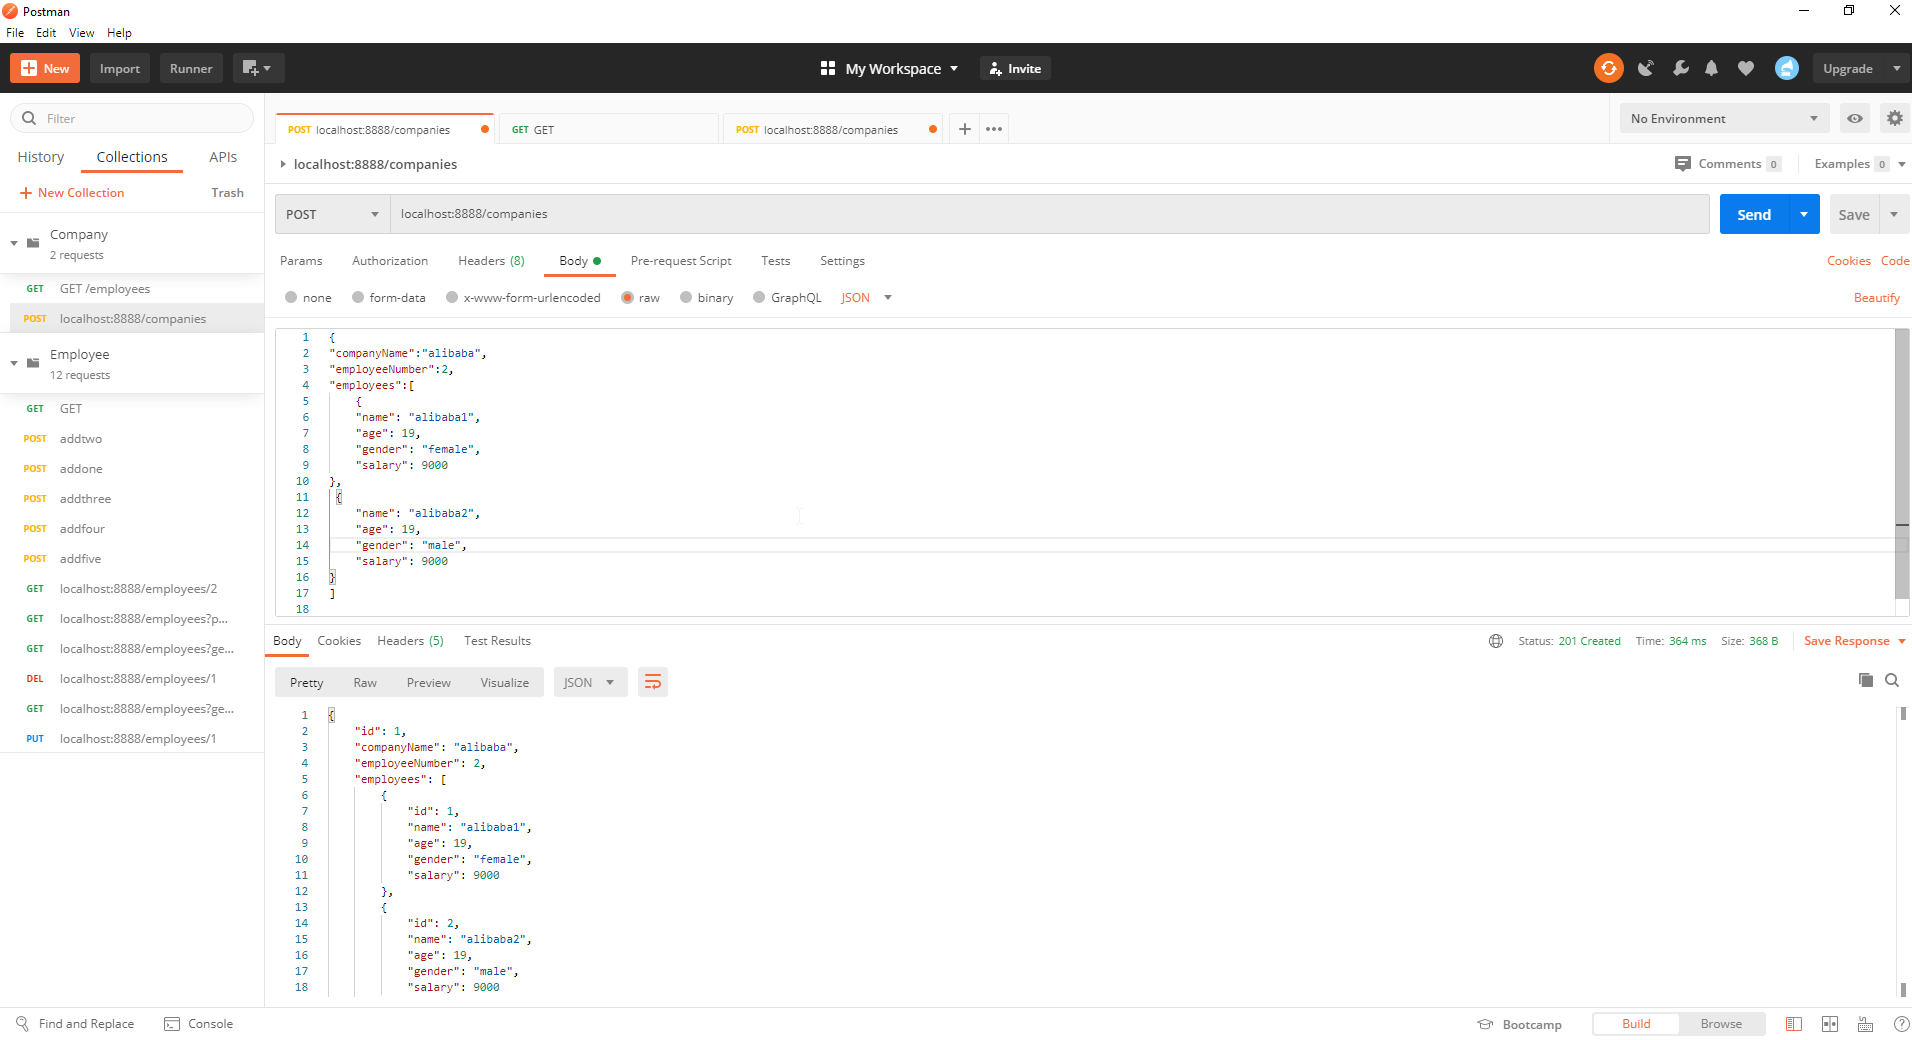 Postman
File Edit View Help
New Import Runner My Workspace Invite Upgrade
Filter
History Collections APIs
New Collection Trash
Company
2 requests
GET GET /employees
POST localhost:8888/companies
Employee
12 requests
GET GET
POST addtwo
POST addone
POST addthree
POST addfour
POST addfive
GET localhost:8888/employees/2
GET localhost:8888/employees?p...
GET localhost:8888/employees?ge...
DEL localhost:8888/employees/1
GET localhost:8888/employees?ge...
PUT localhost:8888/employees/1
POST localhost:8888/companies GET GET POST localhost:8888/companies No Environment
localhost:8888/companies Comments 0 Examples 0
POST localhost:8888/companies Send Save
Params Authorization Headers (8) Body Pre-request Script Tests Settings Cookies Code
none form-data x-www-form-urlencoded raw binary GraphQL JSON Beautify
1 {
2 "companyName":"alibaba",
3 "employeeNumber":2,
4 "employees":[
5 {
6 "name": "alibaba1",
7 "age": 19,
8 "gender": "female",
9 "salary": 9000
10 },
11 {
12 "name": "alibaba2",
13 "age": 19,
14 "gender": "male",
15 "salary": 9000
16 }
17 ]
18
Body Cookies Headers (5) Test Results Status: 201 Created Time: 364 ms Size: 368 B Save Response
Pretty Raw Preview Visualize JSON
1 {
2 "id": 1,
3 "companyName": "alibaba",
4 "employeeNumber": 2,
5 "employees": [
6 {
7 "id": 1,
8 "name": "alibaba1",
9 "age": 19,
10 "gender": "female",
11 "salary": 9000
12 },
13 {
14 "id": 2,
15 "name": "alibaba2",
16 "age": 19,
17 "gender": "male",
18 "salary": 9000
Find and Replace Console Bootcamp Build Browse